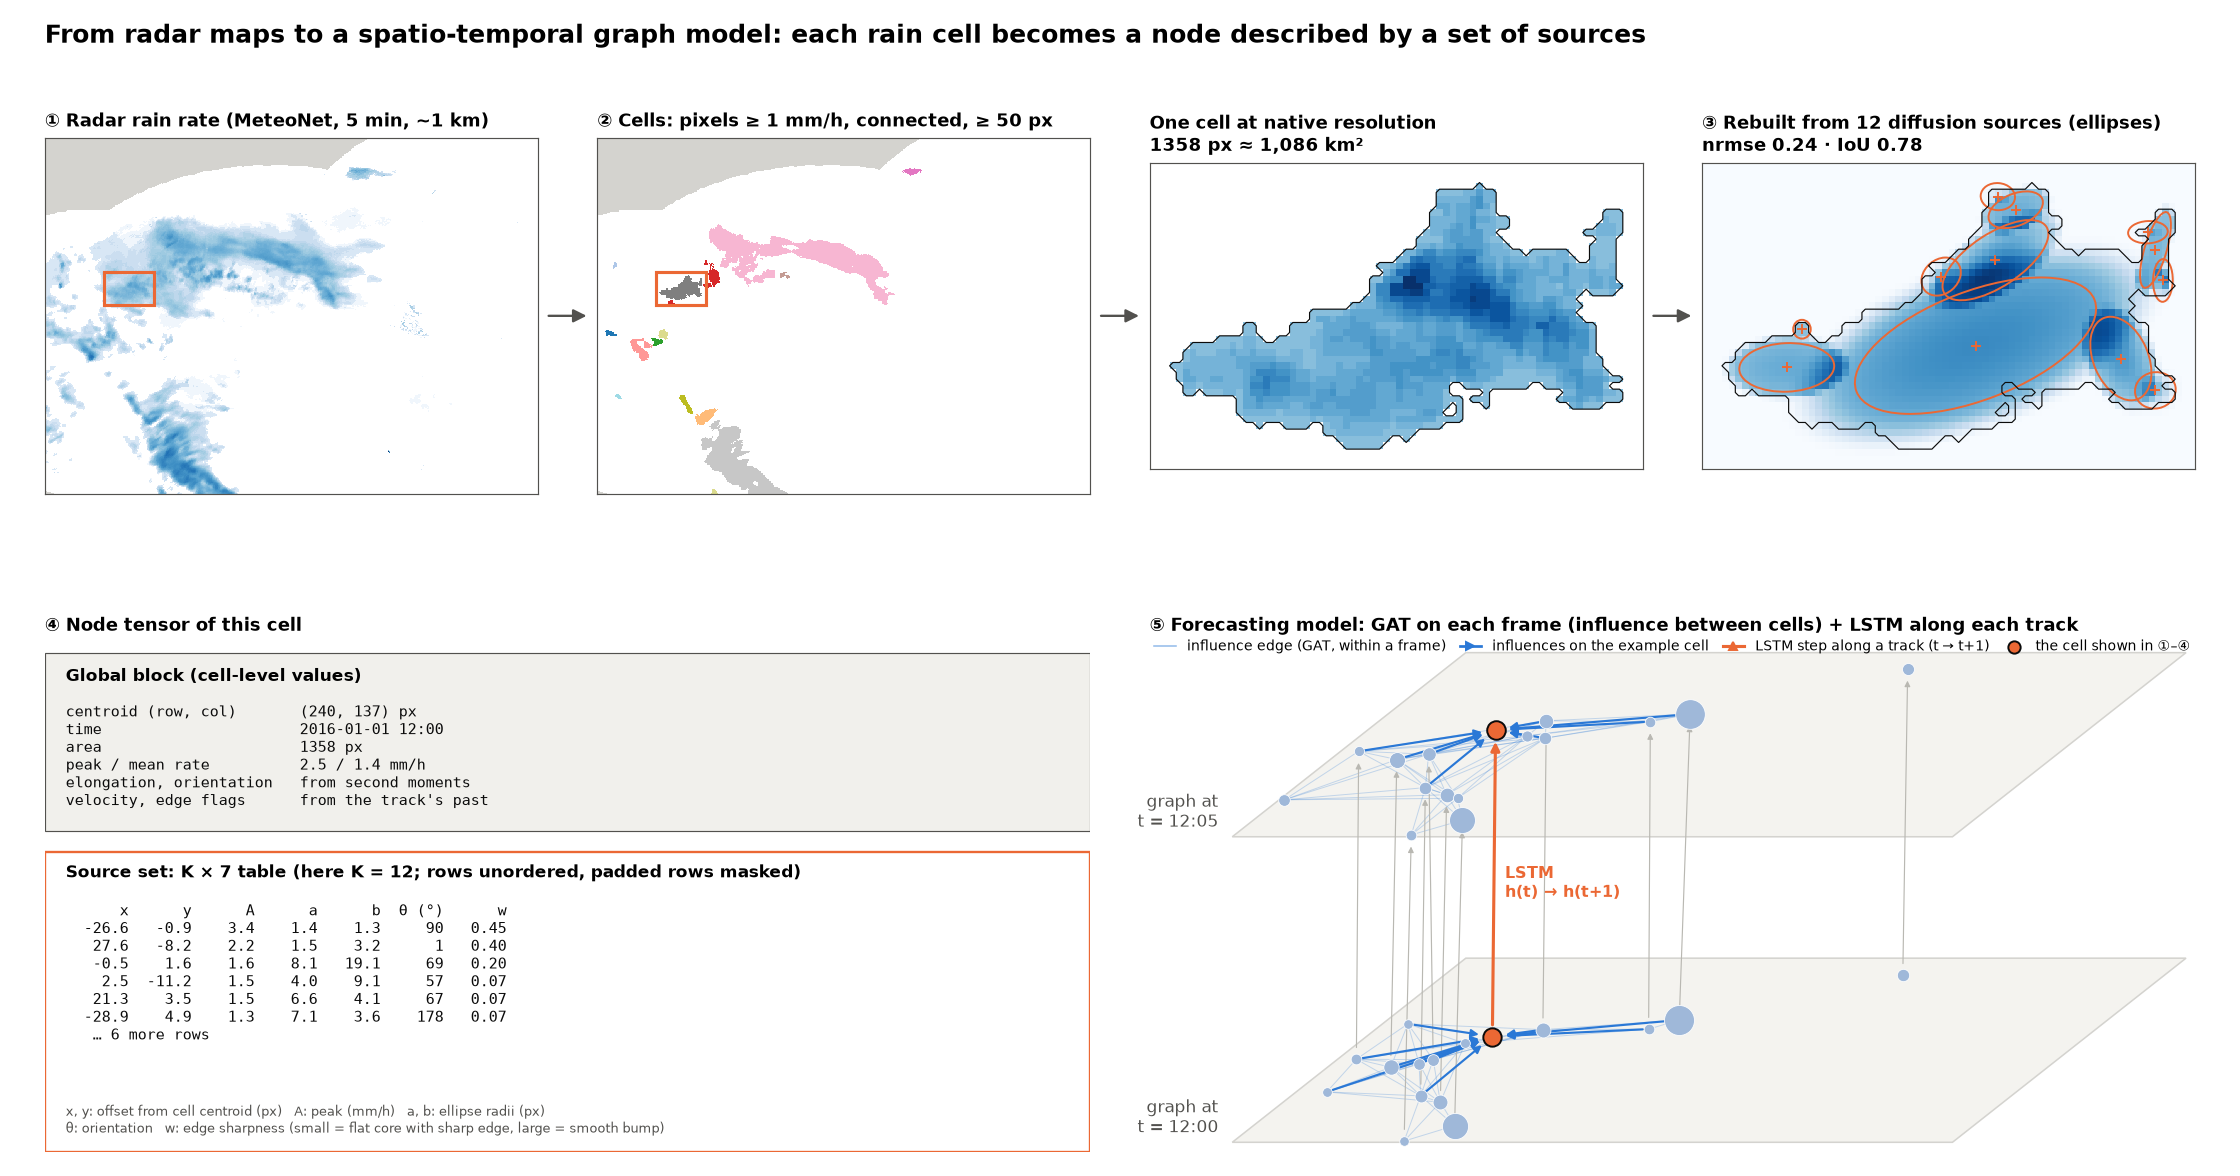 From radar maps to a spatio-temporal graph model: each rain cell becomes a node described by a set of sources
① Radar rain rate (MeteoNet, 5 min, ~1 km)
② Cells: pixels ≥ 1 mm/h, connected, ≥ 50 px
One cell at native resolution
1358 px ≈ 1,086 km²
③ Rebuilt from 12 diffusion sources (ellipses)
nrmse 0.24 · IoU 0.78
④ Node tensor of this cell
Global block (cell-level values)
centroid (row, col) (240, 137) px
time 2016-01-01 12:00
area 1358 px
peak / mean rate 2.5 / 1.4 mm/h
elongation, orientation from second moments
velocity, edge flags from the track's past
Source set: K × 7 table (here K = 12; rows unordered, padded rows masked)
x y A a b θ (°) w
-26.6 -0.9 3.4 1.4 1.3 90 0.45
27.6 -8.2 2.2 1.5 3.2 1 0.40
-0.5 1.6 1.6 8.1 19.1 69 0.20
2.5 -11.2 1.5 4.0 9.1 57 0.07
21.3 3.5 1.5 6.6 4.1 67 0.07
-28.9 4.9 1.3 7.1 3.6 178 0.07
… 6 more rows
x, y: offset from cell centroid (px) A: peak (mm/h) a, b: ellipse radii (px)
θ: orientation w: edge sharpness (small = flat core with sharp edge, large = smooth bump)
⑤ Forecasting model: GAT on each frame (influence between cells) + LSTM along each track
influence edge (GAT, within a frame) influences on the example cell LSTM step along a track (t → t+1) the cell shown in ①–④
graph at
t = 12:05
LSTM
h(t) → h(t+1)
graph at
t = 12:00